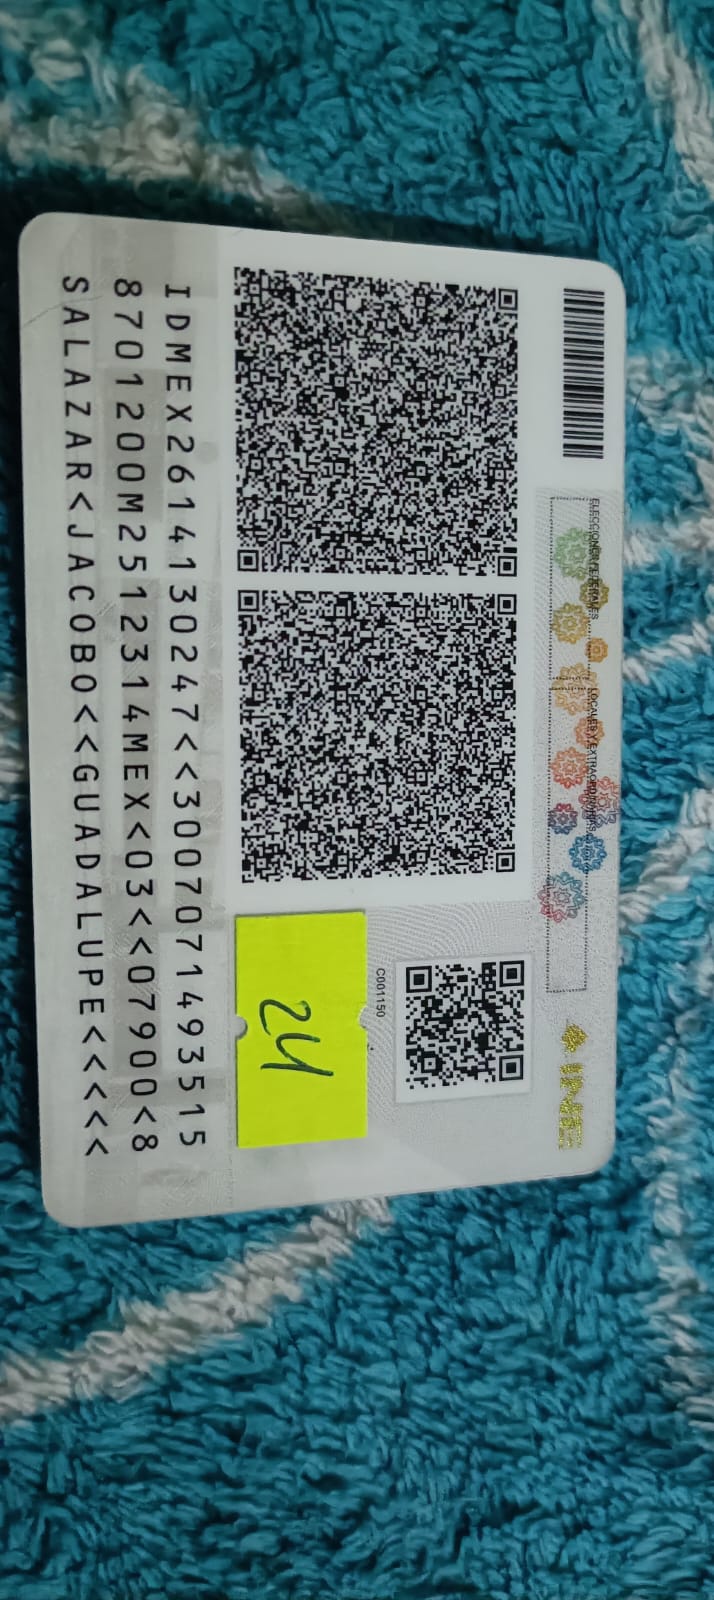 ELECCIONES FEDERALES
LOCALES Y EXTRAORDINARIAS
INE
C001150
24
IDMEX2614130247<<3007071493515
8701200M2512314MEX<03<<07900<8
SALAZAR<JACOBO<<GUADALUPE<<<<<